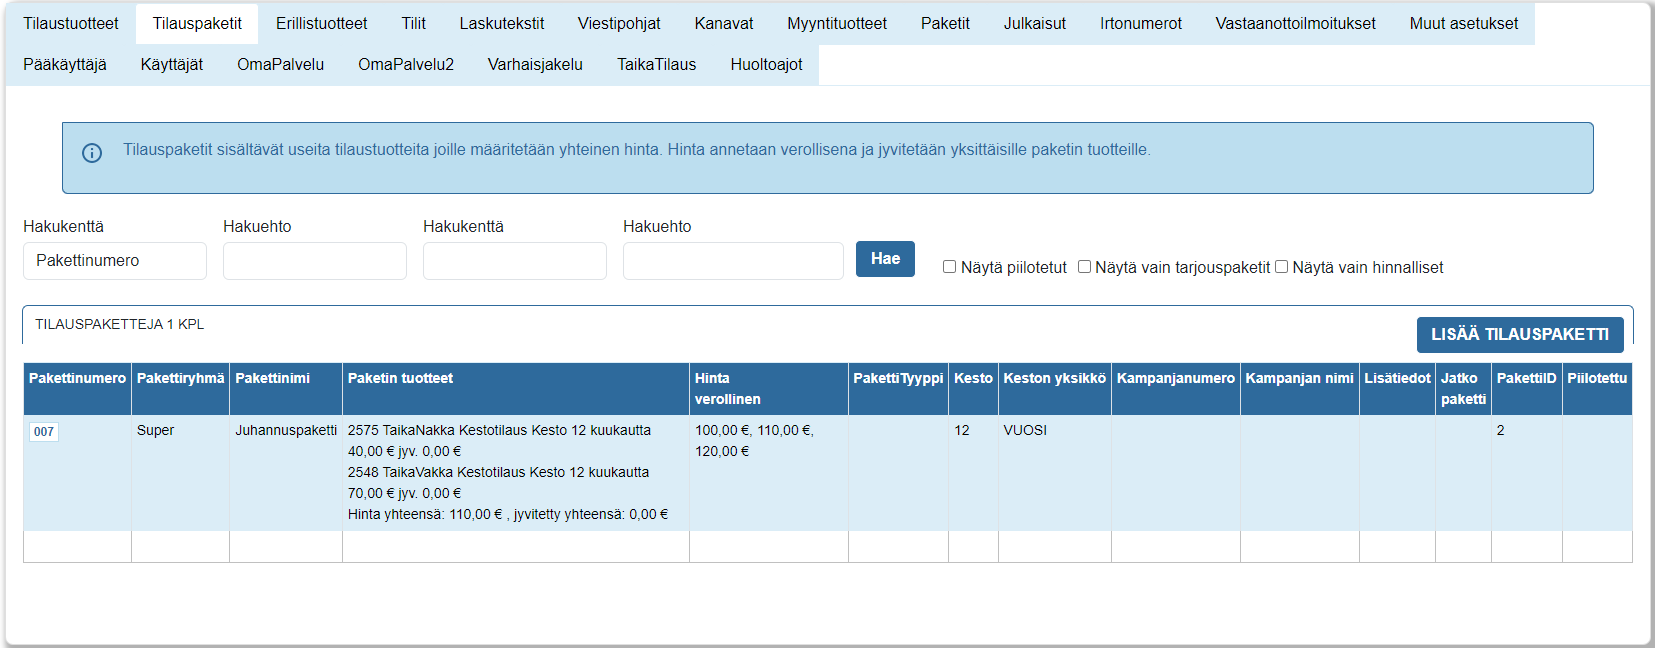 Tilaustuotteet Tilauspaketit Erillistuotteet Tilit Laskutekstit Viestipohjat Kanavat Myyntituotteet Paketit Julkaisut Irtonumerot Vastaanottoilmoitukset Muut asetukset
Pääkäyttäjä Käyttäjät OmaPalvelu OmaPalvelu2 Varhaisjakelu TaikaTilaus Huoltoajot
Tilauspaketit sisältävät useita tilaustuotteita joille määritetään yhteinen hinta. Hinta annetaan verollisena ja jyvitetään yksittäisille paketin tuotteille.
Hakukenttä Hakuehto Hakukenttä Hakuehto
Pakettinumero Hae Näytä piilotetut Näytä vain tarjouspaketit Näytä vain hinnalliset
TILAUSPAKETTEJA 1 KPL
LISÄÄ TILAUSPAKETTI
Pakettinumero Pakettiryhmä Pakettinimi Paketin tuotteet Hinta PakettiTyyppi Kesto Keston yksikkö Kampanjanumero Kampanjan nimi Lisätiedot Jatko PakettiID Piilotettu
verollinen paketti
007 Super Juhannuspaketti 2575 TaikaNakka Kestotilaus Kesto 12 kuukautta 100,00 €, 110,00 €, 12 VUOSI 2
40,00 € jyv. 0,00 € 120,00 €
2548 TaikaVakka Kestotilaus Kesto 12 kuukautta
70,00 € jyv. 0,00 €
Hinta yhteensä: 110,00 € , jyvitetty yhteensä: 0,00 €